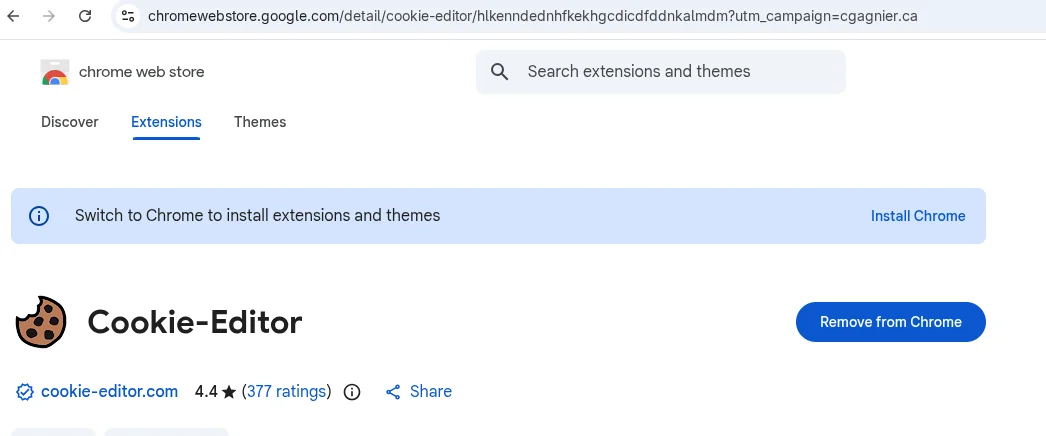 chromewebstore.google.com/detail/cookie-editor/hlkenndednhfkekhgcdicdfddnkalmdm?utm_campaign=cgagnier.ca
chrome web store
Search extensions and themes
Discover Extensions Themes
Switch to Chrome to install extensions and themes Install Chrome
Cookie-Editor
Remove from Chrome
cookie-editor.com 4.4 ★ (377 ratings) Share